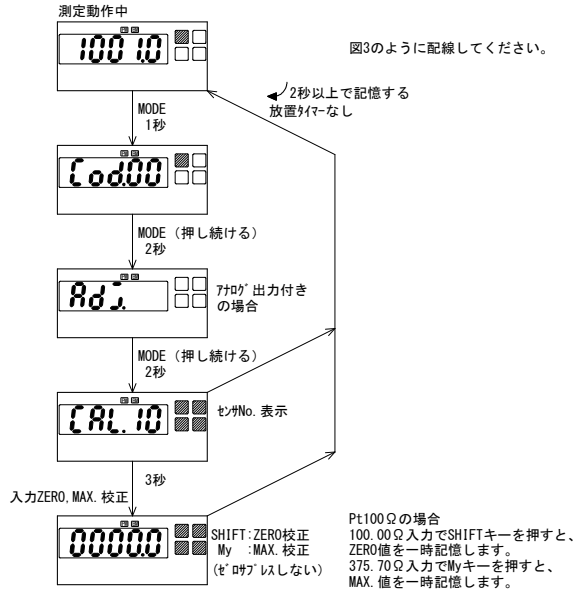 測定動作中
1001.0
図3のように配線してください。
2秒以上で記憶する
放置ﾀｲﾏｰなし
MODE
1秒
Cod.00
MODE（押し続ける）
2秒
Adj.
ｱﾅﾛｸﾞ出力付き
の場合
MODE（押し続ける）
2秒
CAL.10
ｾﾝｻNo.表示
3秒
入力ZERO,MAX.校正
0000.0
SHIFT:ZERO校正
My :MAX.校正
(ｾﾞﾛｻﾌﾟﾚｽしない)
Pt100Ωの場合
100.00Ω入力でSHIFTキーを押すと、
ZERO値を一時記憶します。
375.70Ω入力でMyキーを押すと、
MAX.値を一時記憶します。